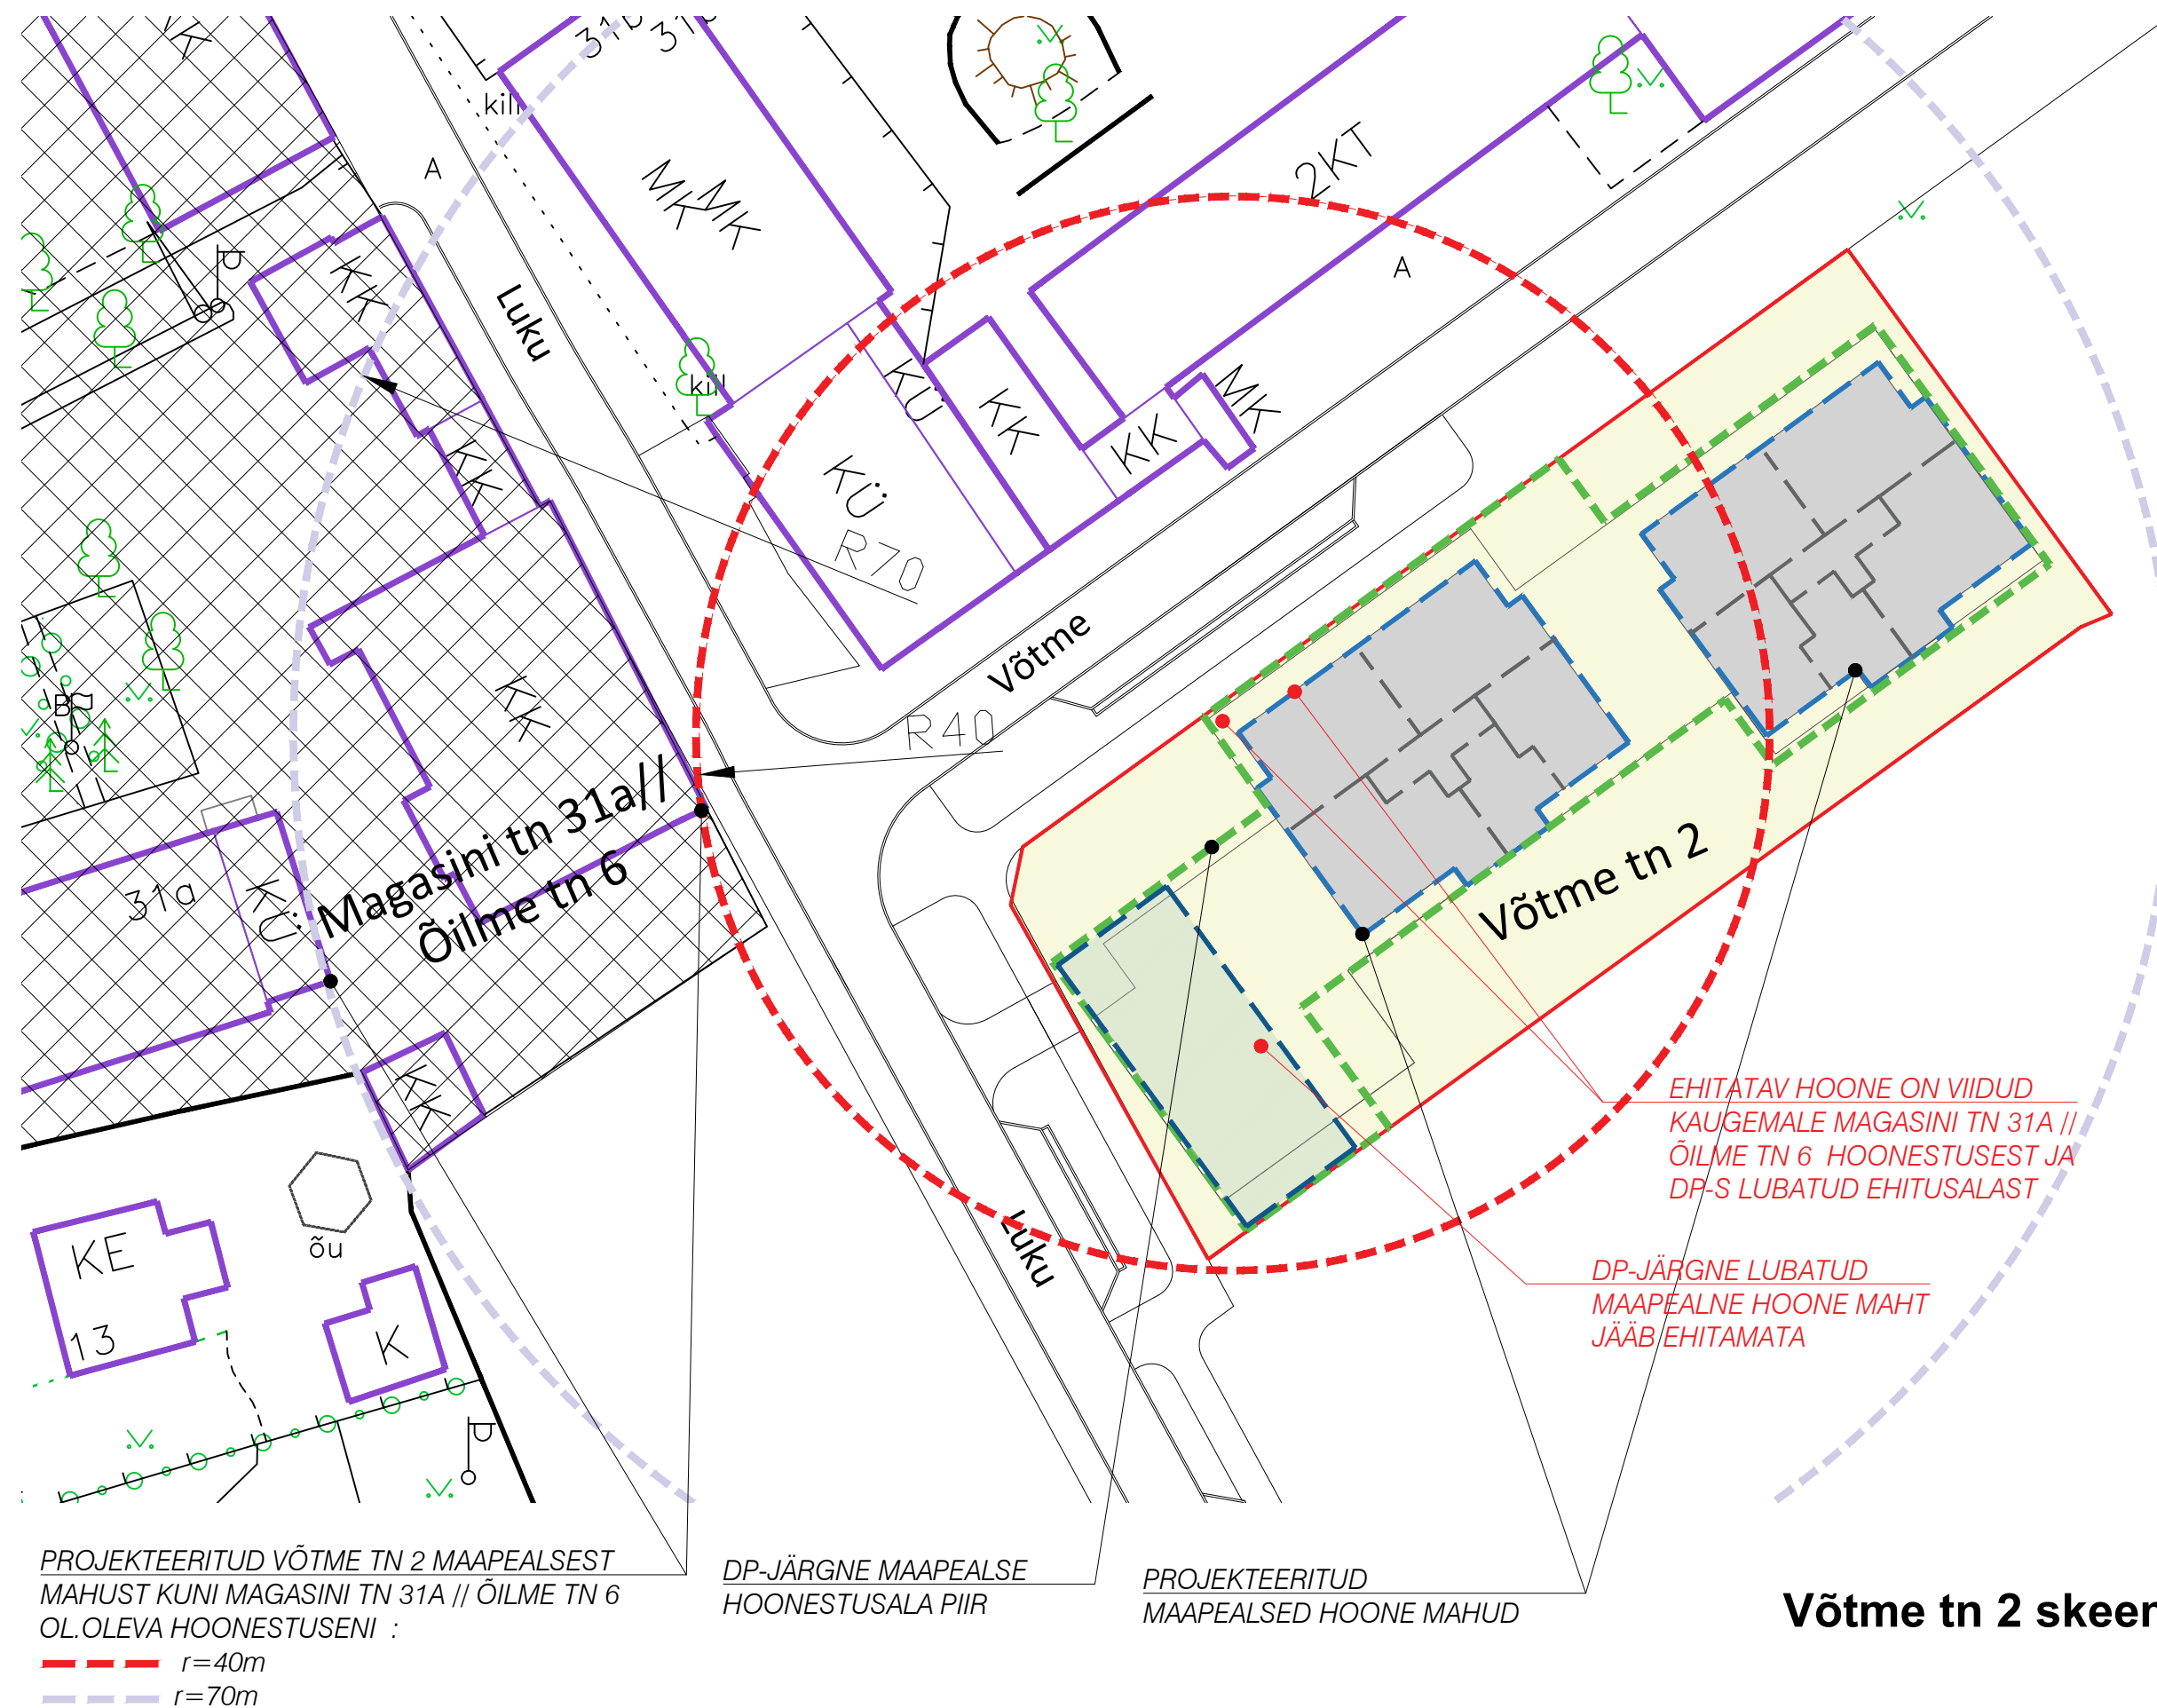 kill
A
MK
MK
2KT
A
KK
Luku
kill
KÜ
KK
KK
MK
KÜ
KK
R70
Võtme
KK
R40
Magasini tn 31a//
Õilme tn 6
31a
KÜ
Võtme tn 2
KK
EHITATAV HOONE ON VIIDUD
KAUGEMALE MAGASINI TN 31A //
ÕILME TN 6 HOONESTUSEST JA
DP-S LUBATUD EHITUSALAST
Luku
KE
13
õu
K
DP-JÄRGNE LUBATUD
MAAPEALNE HOONE MAHT
JÄÄB EHITAMATA
PROJEKTEERITUD VÕTME TN 2 MAAPEALSEST
MAHUST KUNI MAGASINI TN 31A // ÕILME TN 6
OL.OLEVA HOONESTUSENI :
r=40m
r=70m
DP-JÄRGNE MAAPEALSE
HOONESTUSALA PIIR
PROJEKTEERITUD
MAAPEALSED HOONE MAHUD
Võtme tn 2 skeem